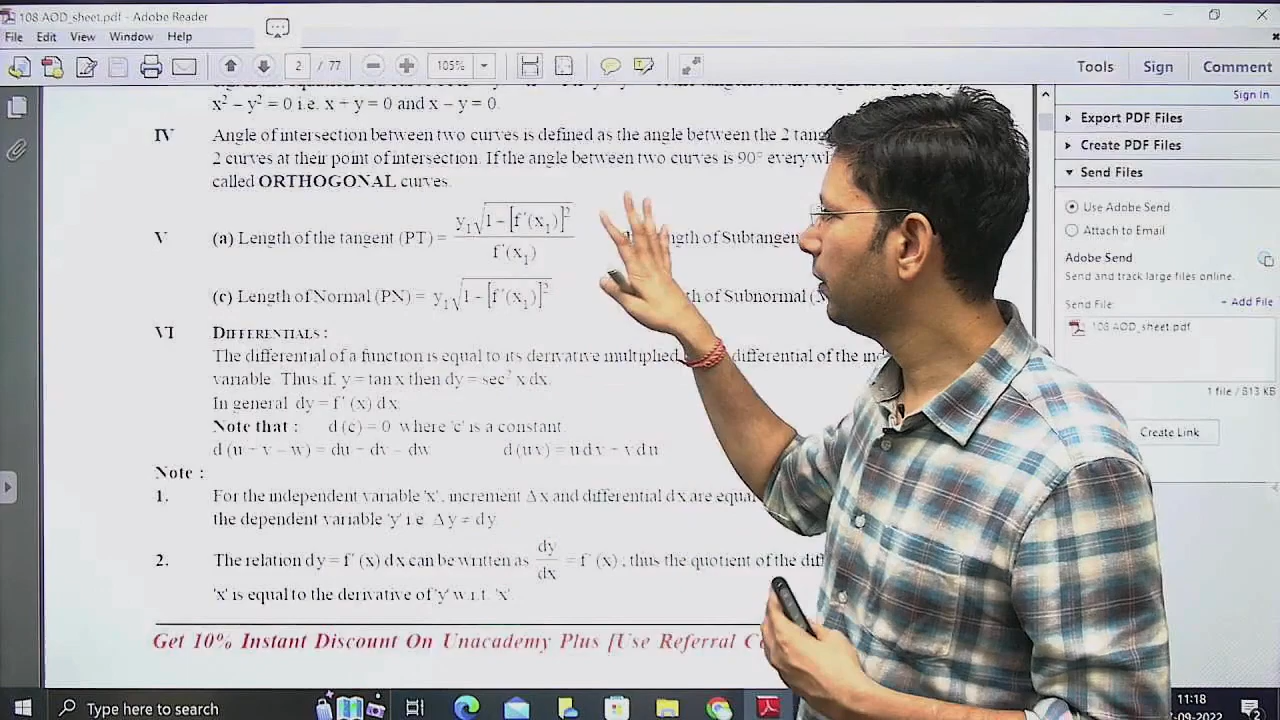 108 AOD_sheet.pdf - Adobe Reader
File Edit View Window Help
2 / 77 105% Tools Sign Comment
x² – y² = 0 i.e. x + y = 0 and x – y = 0.
IV Angle of intersection between two curves is defined as the angle between the 2
2 curves at their point of intersection. If the angle between two curves is 90° every
called ORTHOGONAL curves.
V (a) Length of the tangent (PT) = y₁√1 – [f′(x₁)]² / f′(x₁) of Subtangen
(c) Length of Normal (PN) = y₁√1 – [f′(x₁)]² of Subnormal
VI DIFFERENTIALS :
The differential of a function is equal to its derivative multiplied differential of the
variable. Thus if, y = tan x then dy = sec² x dx.
In general dy = f′ (x) d x.
Note that : d (c) = 0 where 'c' is a constant.
d (u – v – w) = du – dv – dw d (u v) = u d v – v d u
Note :
1. For the independent variable 'x', increment Δ x and differential d x are equal
the dependent variable 'y' i.e. Δ y ≠ d y.
2. The relation d y = f′ (x) d x can be written as dy/dx = f′ (x) ; thus the quotient of the
'x' is equal to the derivative of 'y' w.r.t. 'x'.
Get 10% Instant Discount On Unacademy Plus [Use Referral
Sign In
Export PDF Files
Create PDF Files
Send Files
Use Adobe Send
Attach to Email
Adobe Send
Send and track large files online.
Send File: + Add File
108 AOD_sheet.pdf
1 file / 813 KB
Create Link
Type here to search
11:18
-09-2022
2